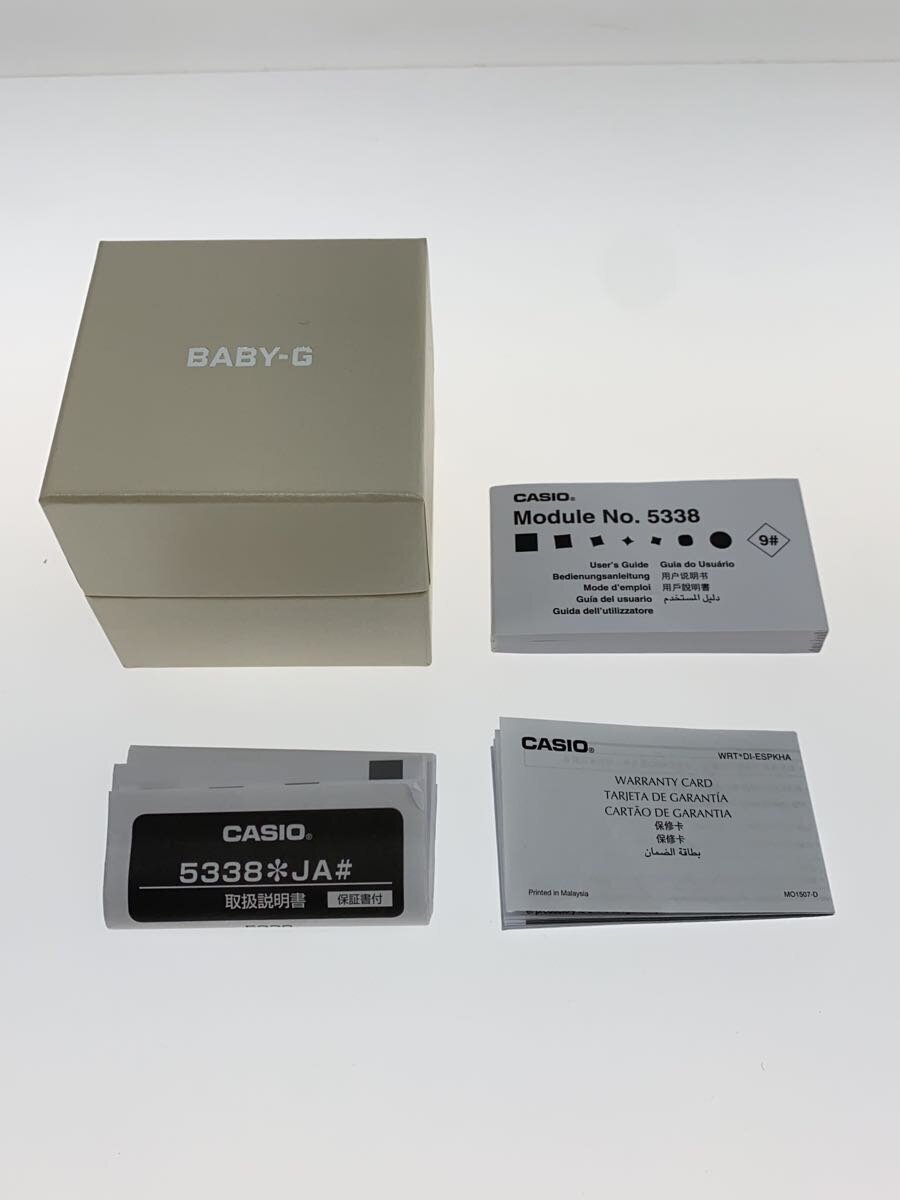 BABY-G
CASIO®
Module No. 5338
9#
User's Guide Guia do Usuário
Bedienungsanleitung 用户说明书
Mode d'emploi 用戶說明書
Guía del usuario دليل المستخدم
Guida dell'utilizzatore
CASIO®
5338✻JA#
取扱説明書 保証書付
CASIO®
WRT*DI-ESPKHA
WARRANTY CARD
TARJETA DE GARANTÍA
CARTÃO DE GARANTIA
保修卡
保修卡
بطاقة الضمان
Printed in Malaysia MO1507-D